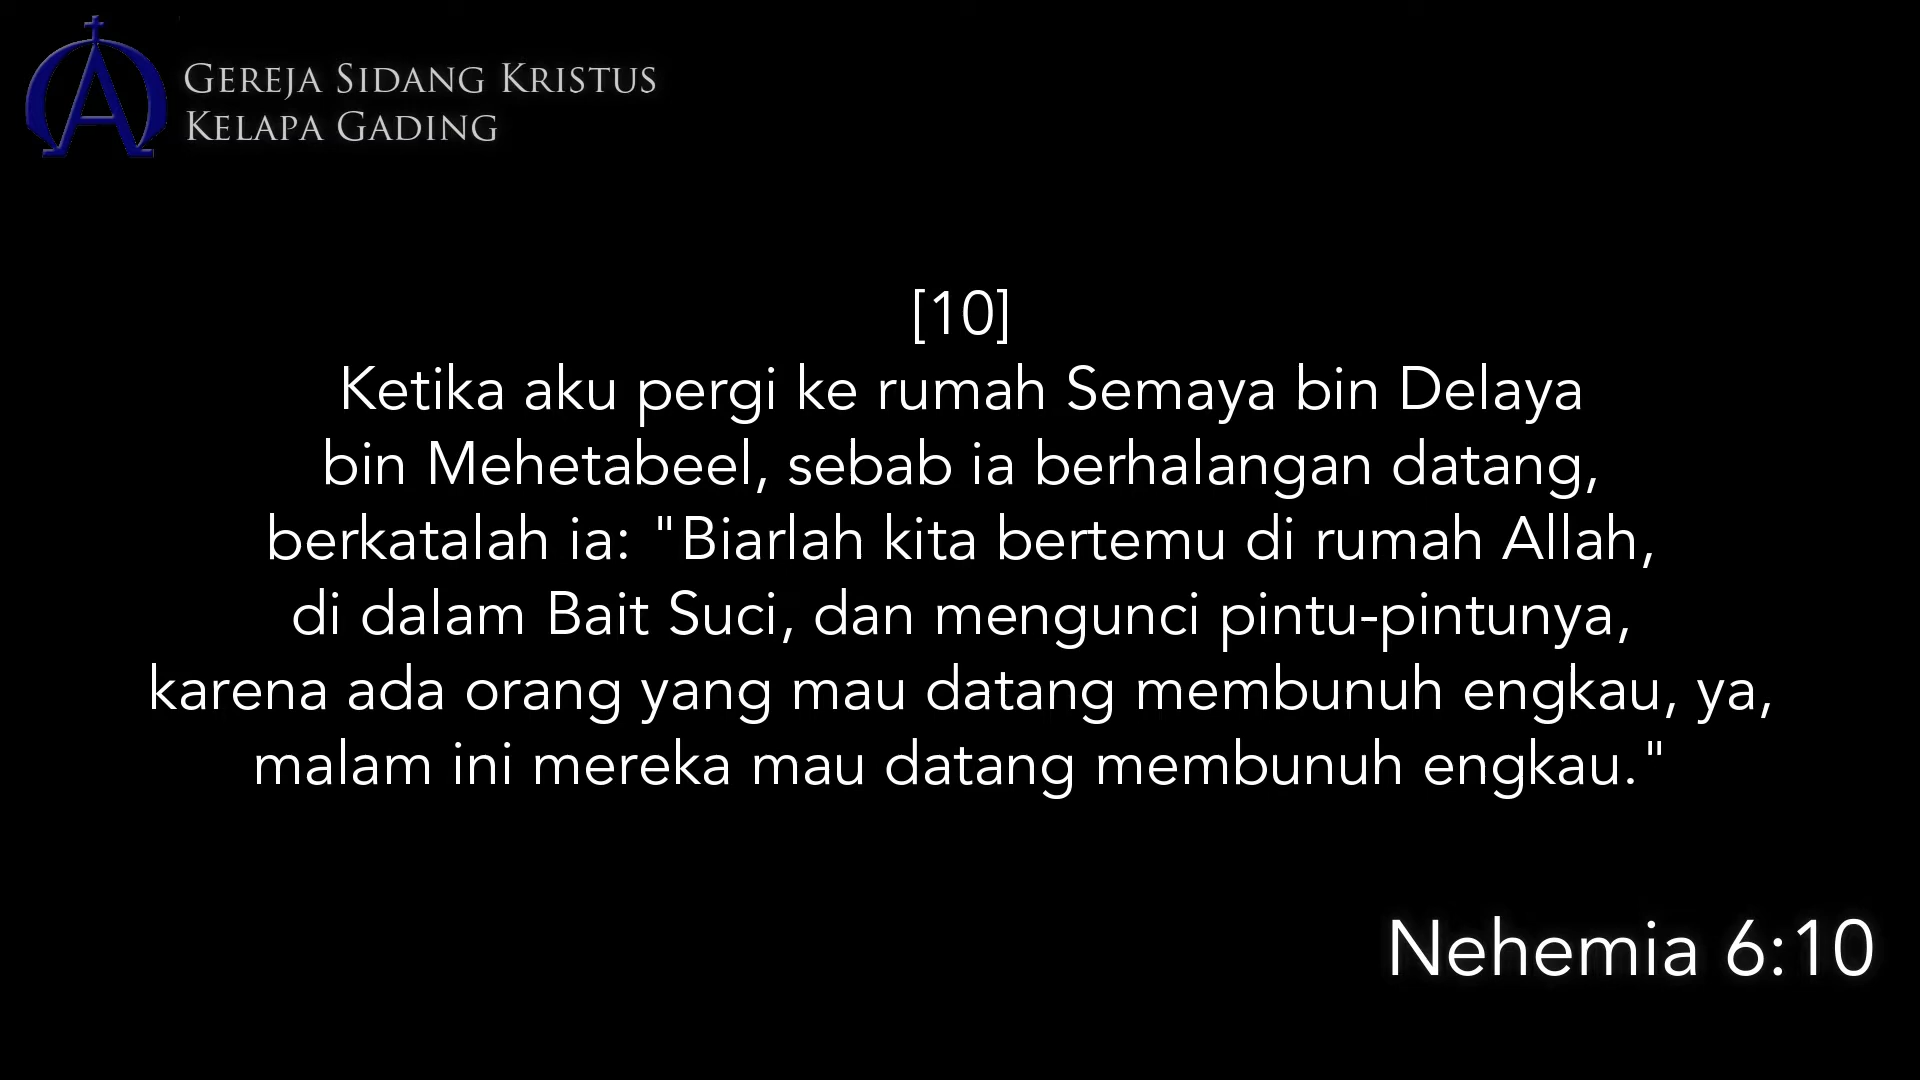 Gereja Sidang Kristus
Kelapa Gading
[10]
Ketika aku pergi ke rumah Semaya bin Delaya
bin Mehetabeel, sebab ia berhalangan datang,
berkatalah ia: "Biarlah kita bertemu di rumah Allah,
di dalam Bait Suci, dan mengunci pintu-pintunya,
karena ada orang yang mau datang membunuh engkau, ya,
malam ini mereka mau datang membunuh engkau."
Nehemia 6:10